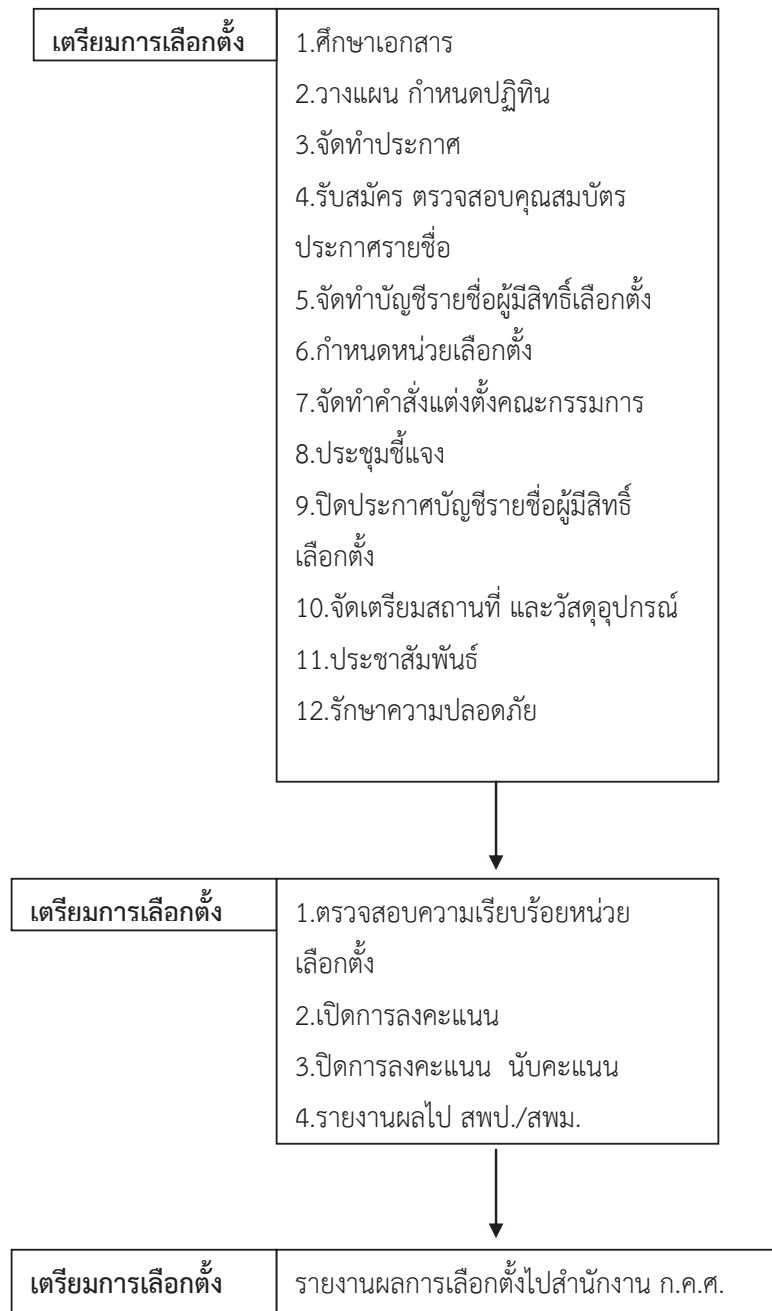 เตรียมการเลือกตั้ง
1.ศึกษาเอกสาร
2.วางแผน กำหนดปฏิทิน
3.จัดทำประกาศ
4.รับสมัคร ตรวจสอบคุณสมบัตร
ประกาศรายชื่อ
5.จัดทำบัญชีรายชื่อผู้มีสิทธิ์เลือกตั้ง
6.กำหนดหน่วยเลือกตั้ง
7.จัดทำคำสั่งแต่งตั้งคณะกรรมการ
8.ประชุมชี้แจง
9.ปิดประกาศบัญชีรายชื่อผู้มีสิทธิ์
เลือกตั้ง
10.จัดเตรียมสถานที่ และวัสดุอุปกรณ์
11.ประชาสัมพันธ์
12.รักษาความปลอดภัย
เตรียมการเลือกตั้ง
1.ตรวจสอบความเรียบร้อยหน่วย
เลือกตั้ง
2.เปิดการลงคะแนน
3.ปิดการลงคะแนน นับคะแนน
4.รายงานผลไป สพป./สพม.
เตรียมการเลือกตั้ง
รายงานผลการเลือกตั้งไปสำนักงาน ก.ค.ศ.